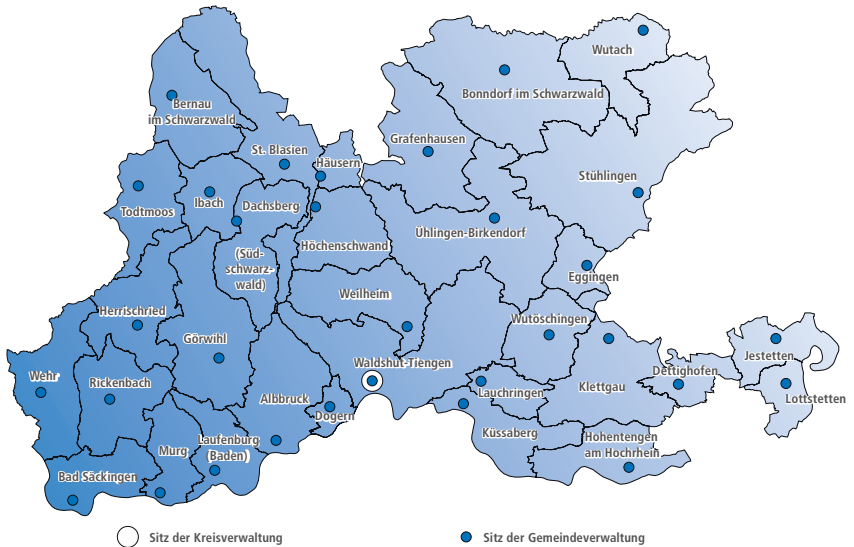 Wutach
Bonndorf im Schwarzwald
Bernau
im Schwarzwald
Grafenhausen
St. Blasien
Häusern
Stühlingen
Ibach
Dachsberg
Todtmoos
Ühlingen-Birkendorf
Höchenschwand
(Süd-
schwarz-
wald)
Eggingen
Weilheim
Herrischried
Wutöschingen
Görwihl
Waldshut-Tiengen
Jestetten
Dettighofen
Wehr
Rickenbach
Klettgau
Lauchringen
Lottstetten
Albbruck
Dogern
Küssaberg
Hohentengen
am Hochrhein
Laufenburg
(Baden)
Murg
Bad Säckingen
Sitz der Kreisverwaltung
Sitz der Gemeindeverwaltung